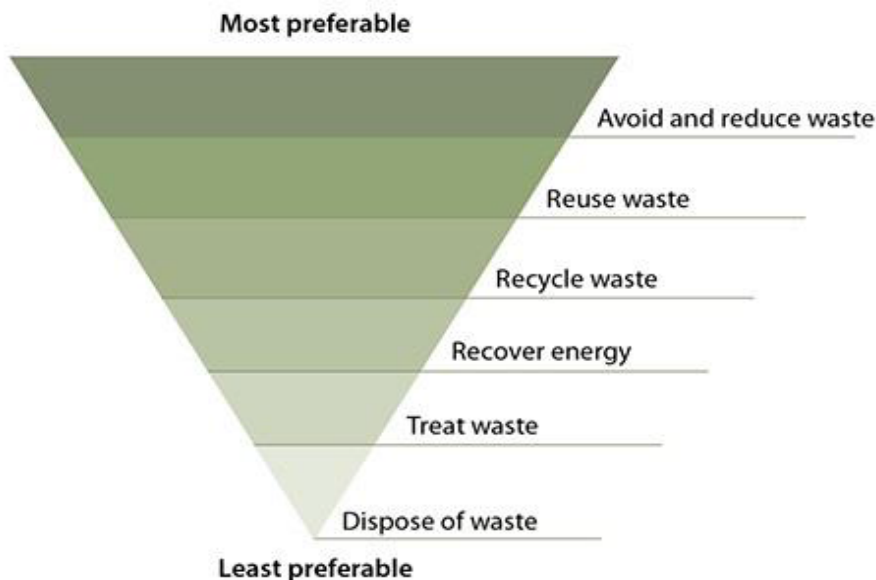 Most preferable
Avoid and reduce waste
Reuse waste
Recycle waste
Recover energy
Treat waste
Dispose of waste
Least preferable